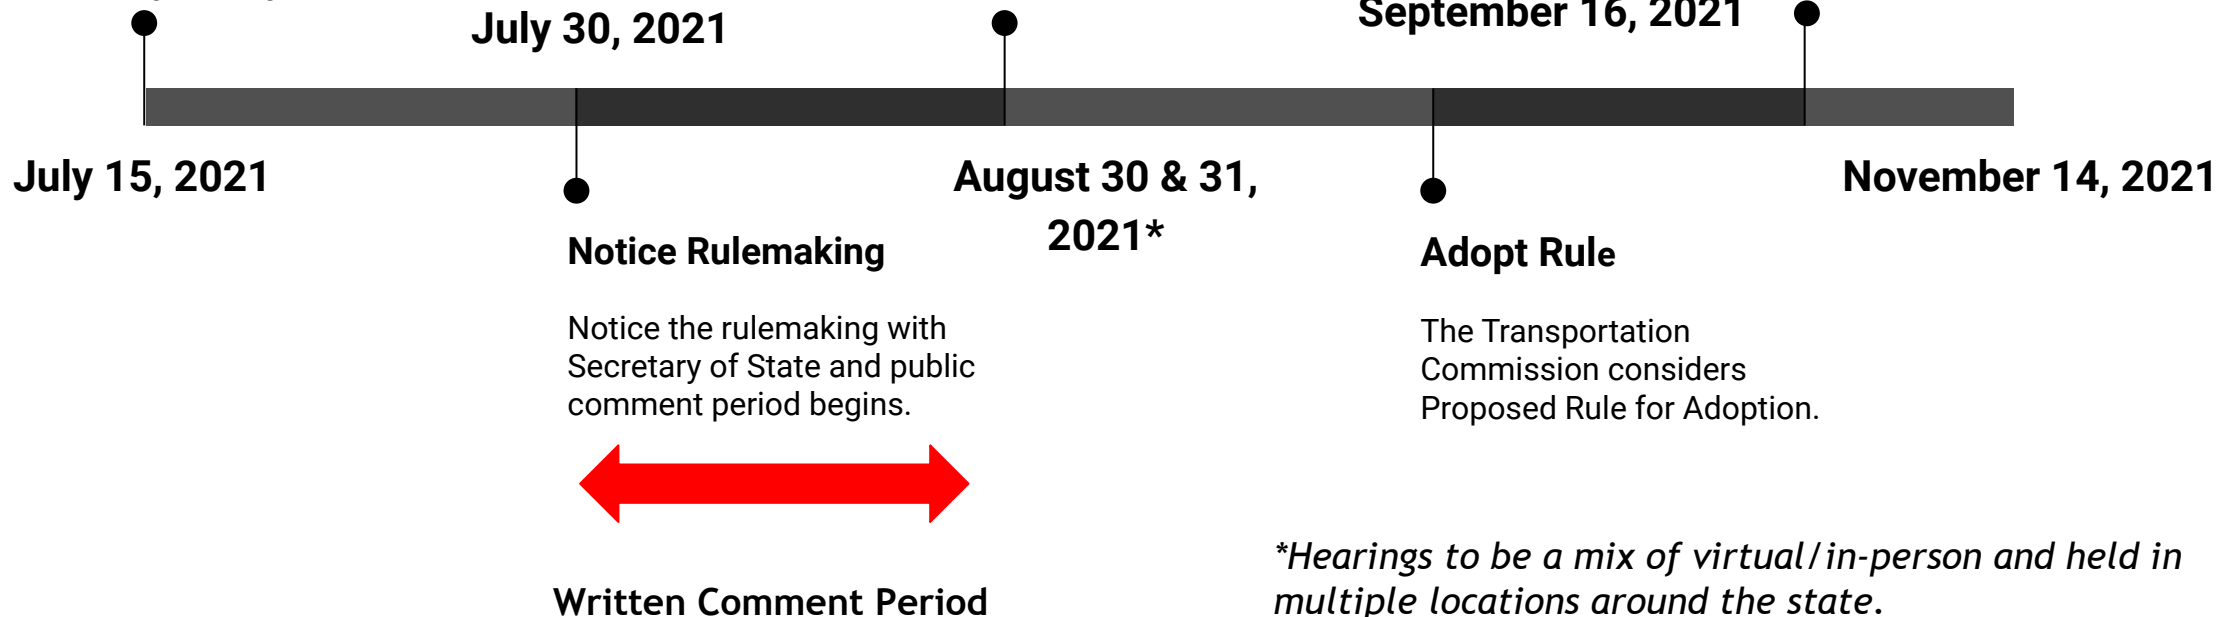 July 30, 2021
September 16, 2021
July 15, 2021
August 30 & 31,
2021*
November 14, 2021
Notice Rulemaking
Notice the rulemaking with
Secretary of State and public
comment period begins.
Adopt Rule
The Transportation
Commission considers
Proposed Rule for Adoption.
Written Comment Period
*Hearings to be a mix of virtual/in-person and held in
multiple locations around the state.